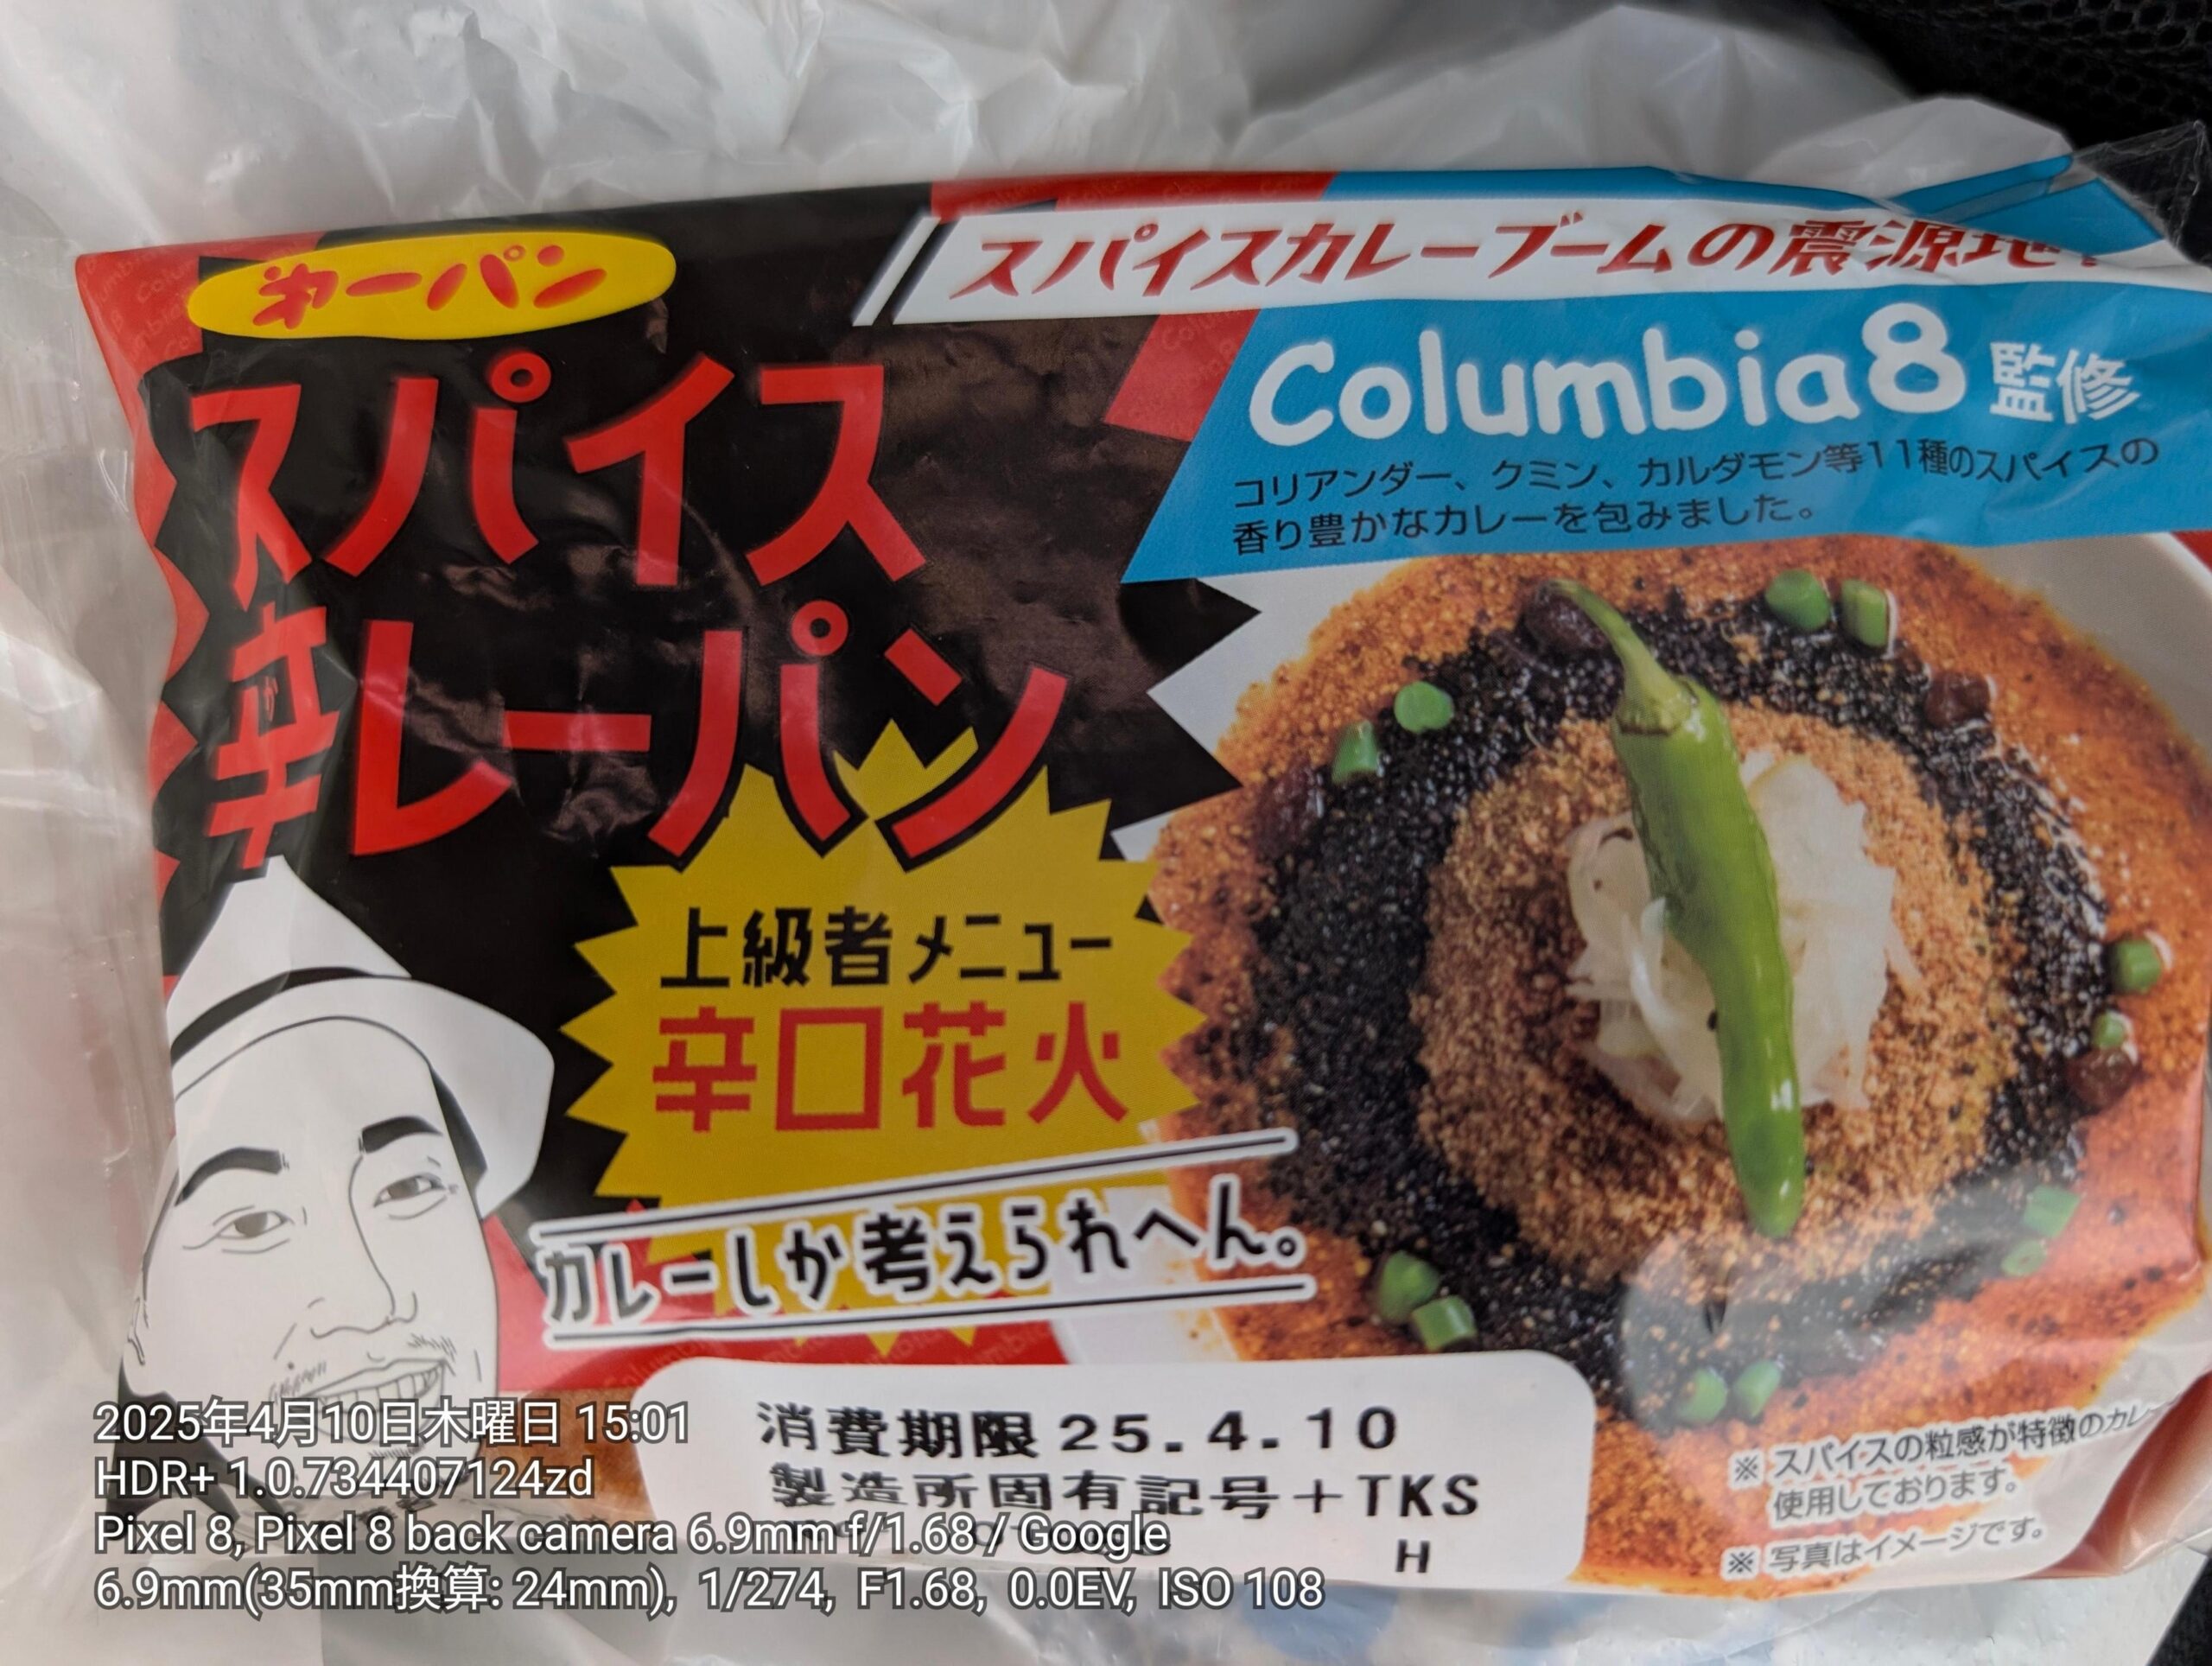 第一パン
スパイスカレーブームの震源地!
スパイス
辛レーパン
Columbia8 監修
コリアンダー、クミン、カルダモン等11種のスパイスの
香り豊かなカレーを包みました。
上級者メニュー
辛口花火
カレーしか考えられへん。
消費期限 25.4.10
製造所固有記号+TKS
H
※ スパイスの粒感が特徴のカレー
使用しております。
※ 写真はイメージです。
2025年4月10日木曜日 15:01
HDR+ 1.0.734407124zd
Pixel 8, Pixel 8 back camera 6.9mm f/1.68 / Google
6.9mm(35mm換算: 24mm), 1/274, F1.68, 0.0EV, ISO 108